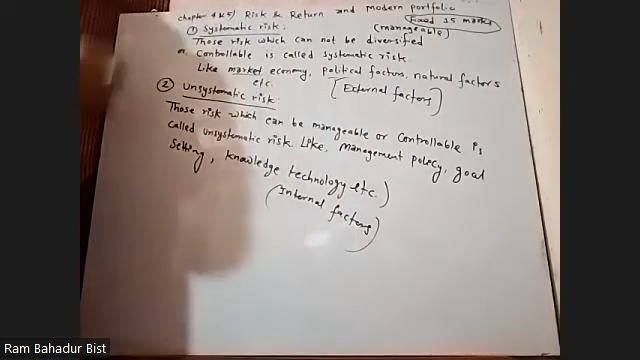 chapter 4 & 5) Risk & Return and modern portfolio
Fixed 15 marks
① Systematic risk: (manageable)
Those risk which can not be diversified
or controllable is called systematic risk.
Like market economy, political factors, natural factors
etc. [External factors]
② Unsystematic risk:
Those risk which can be manageable or controllable is
called unsystematic risk. Like, management policy, goal
setting, knowledge technology etc.
(Internal factors)
Ram Bahadur Bist